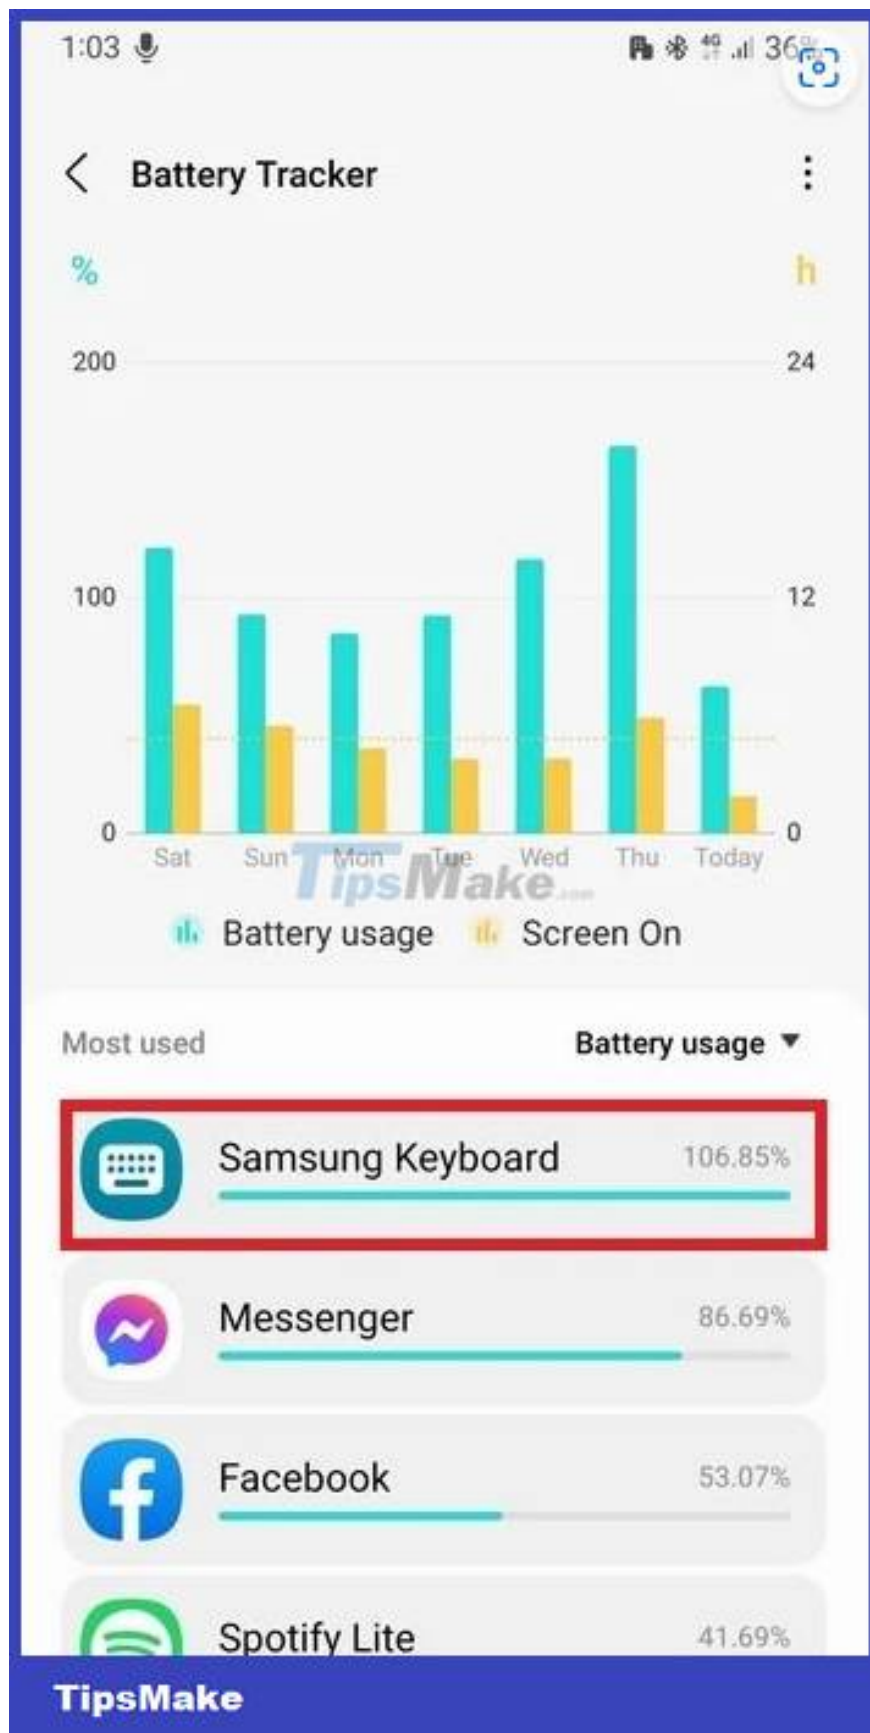 1:03 4G 36%
Battery Tracker
% h
200 24
100 12
0 0
Sat Sun Mon Tue Wed Thu Today
TipsMake.com
Battery usage Screen On
Most used Battery usage ▼
Samsung Keyboard 106.85%
Messenger 86.69%
Facebook 53.07%
Spotify Lite 41.69%
TipsMake